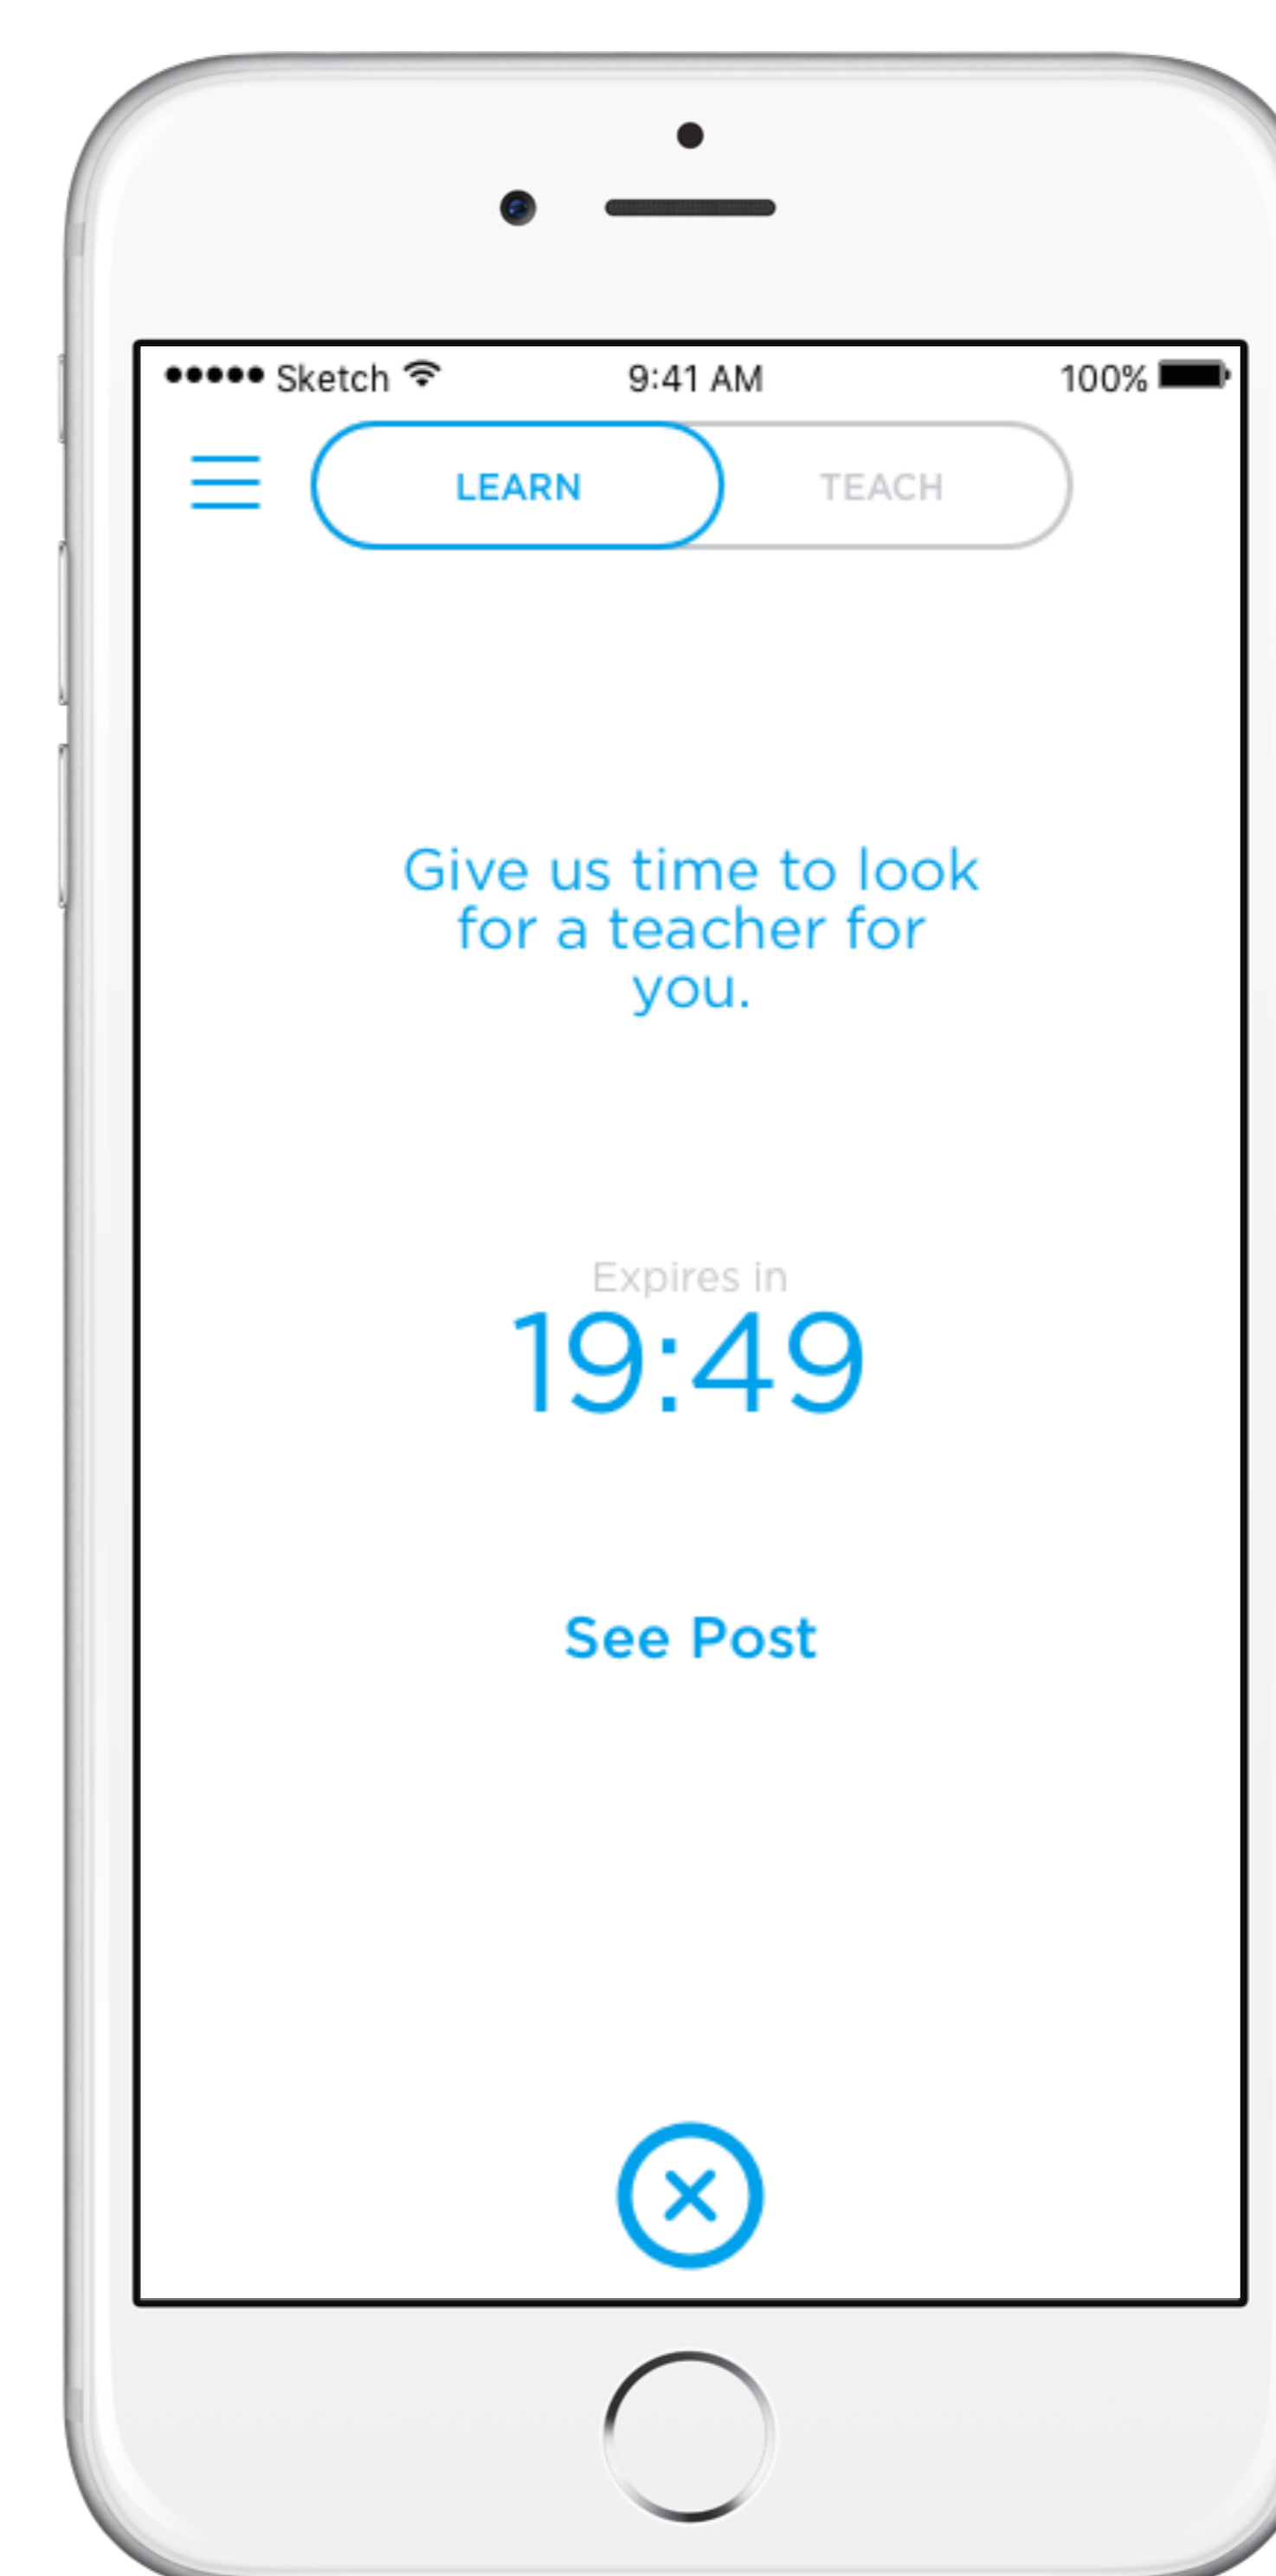 Sketch 9:41 AM 100%
LEARN TEACH
Give us time to look
for a teacher for
you.
Expires in
19:49
See Post